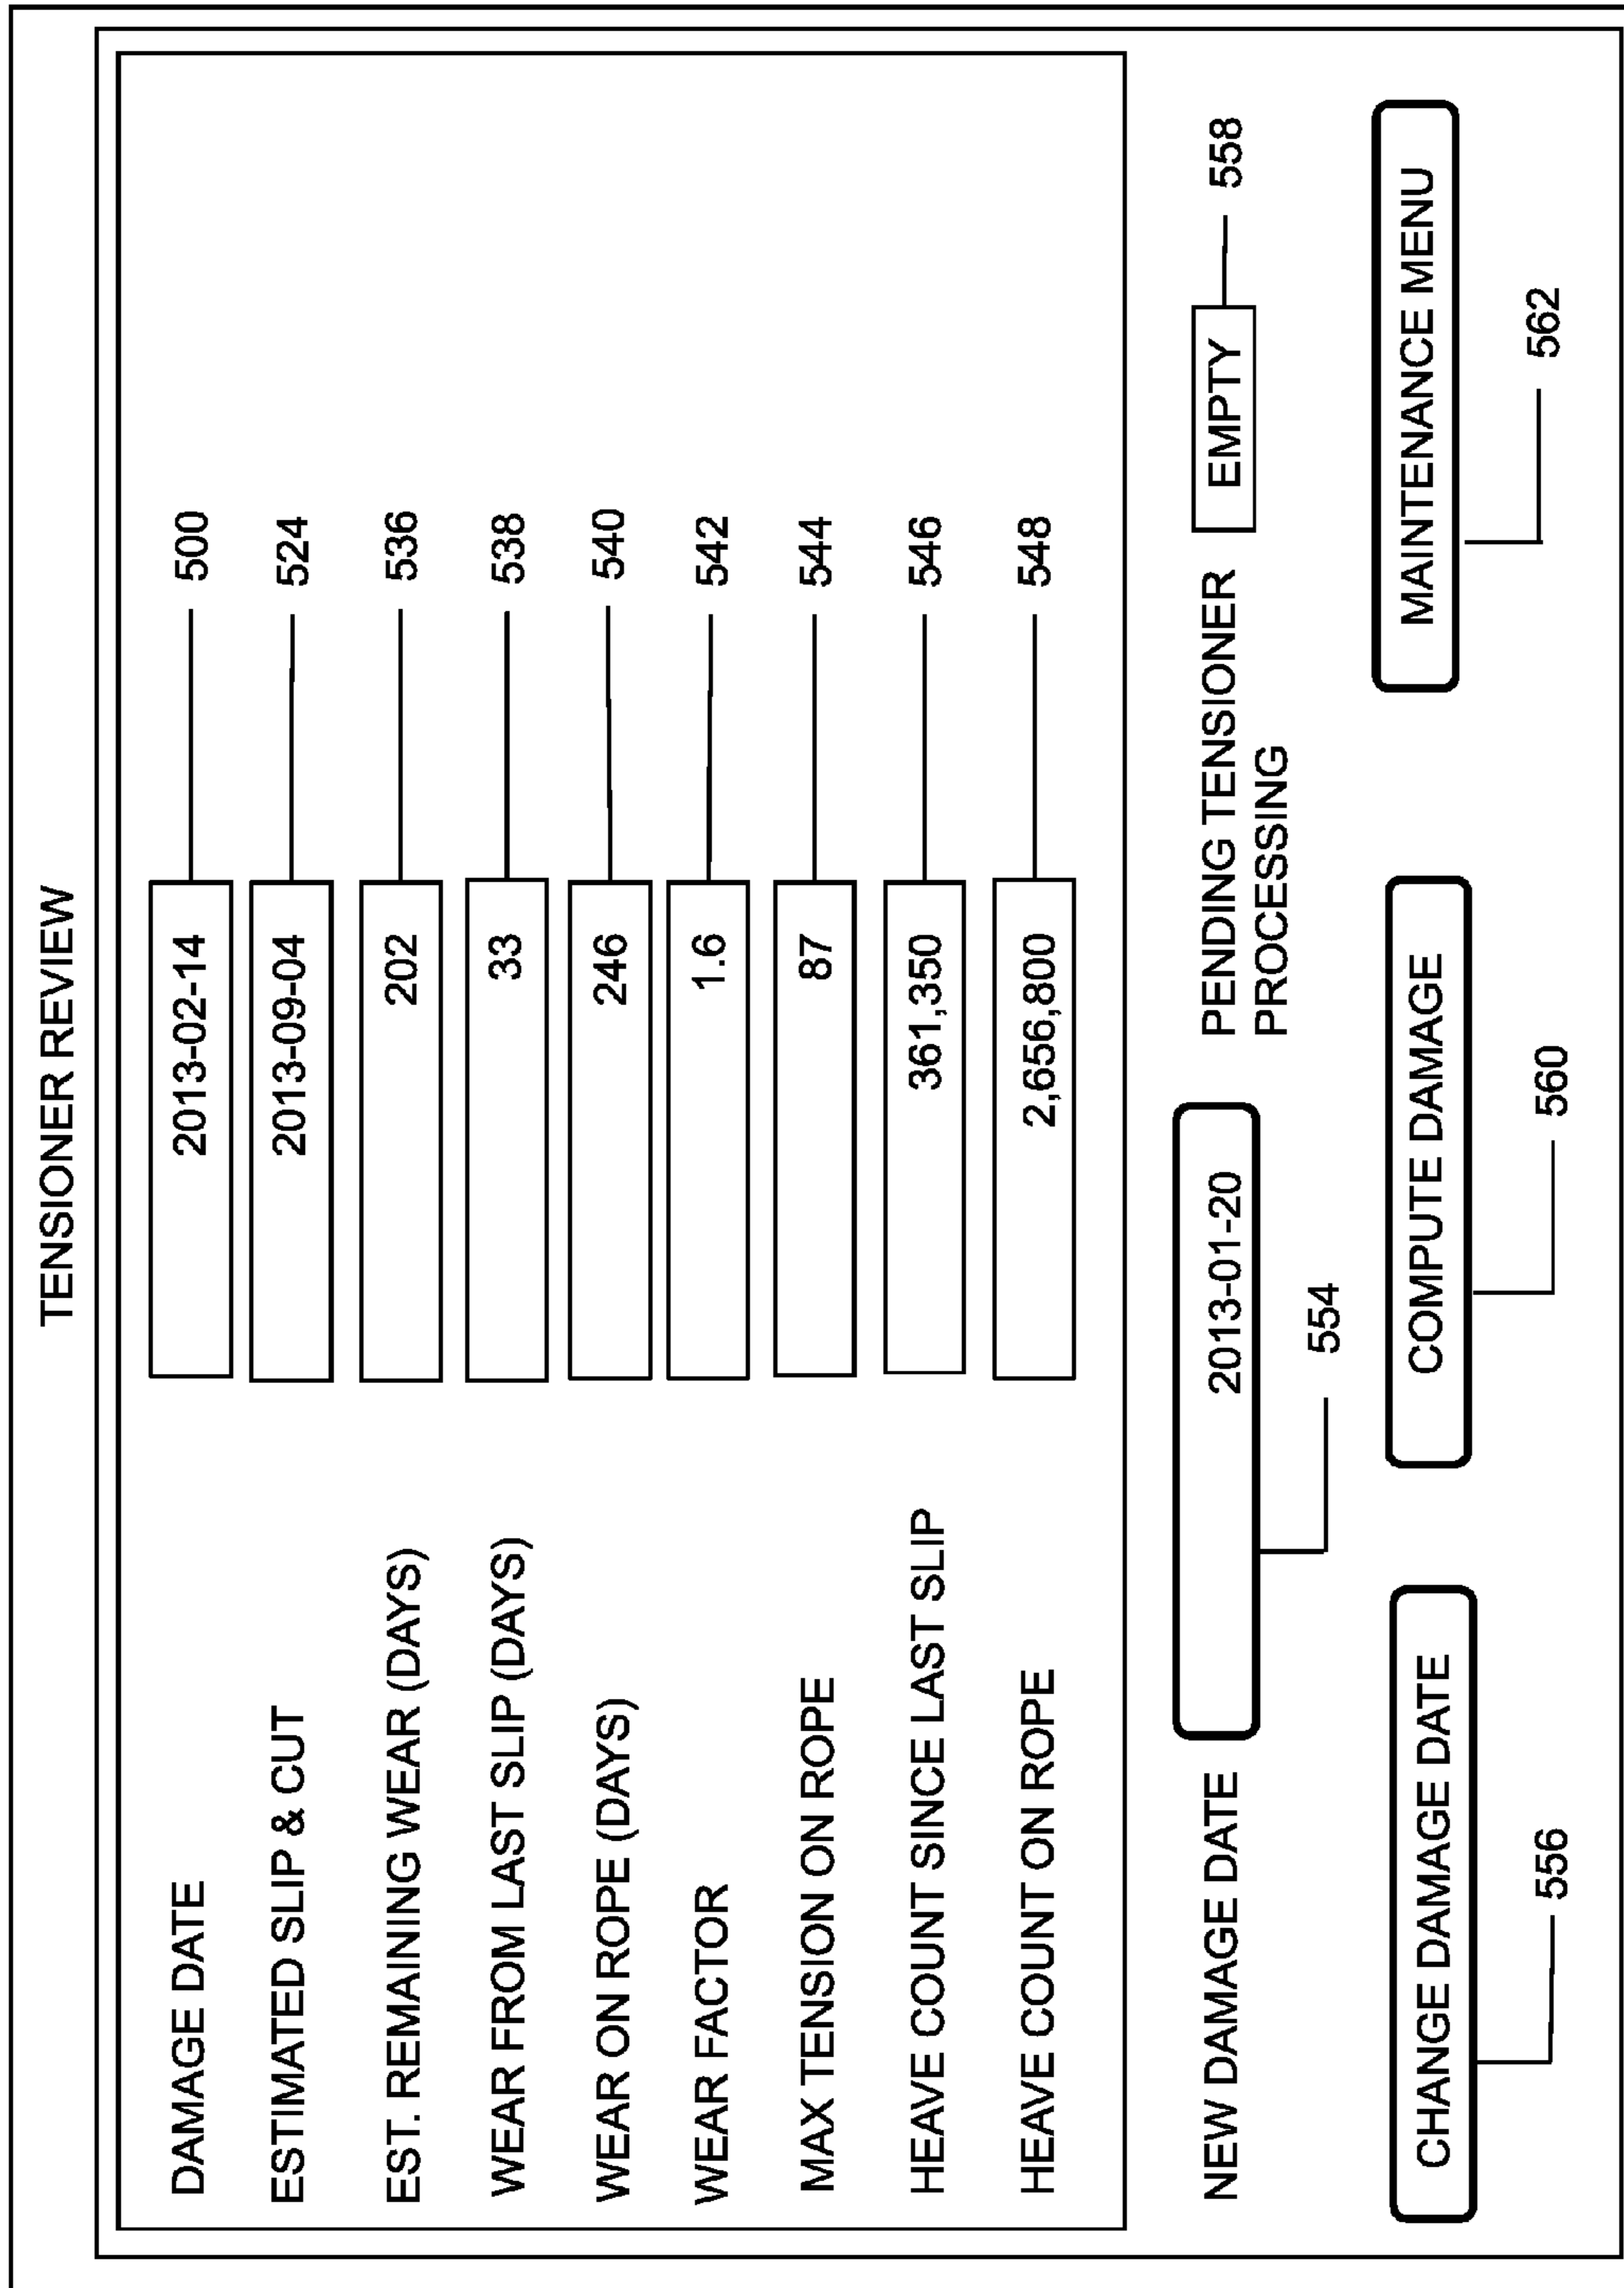 TENSIONER REVIEW
DAMAGE DATE 2013-02-14 500
ESTIMATED SLIP & CUT 2013-09-04 524
EST. REMAINING WEAR (DAYS) 202 536
WEAR FROM LAST SLIP (DAYS) 33 538
WEAR ON ROPE (DAYS) 246 540
WEAR FACTOR 1.6 542
MAX TENSION ON ROPE 87 544
HEAVE COUNT SINCE LAST SLIP 361,350 546
HEAVE COUNT ON ROPE 2,656,800 548
NEW DAMAGE DATE 2013-01-20 PENDING TENSIONER EMPTY 558
PROCESSING
554
CHANGE DAMAGE DATE COMPUTE DAMAGE MAINTENANCE MENU
556 560 562